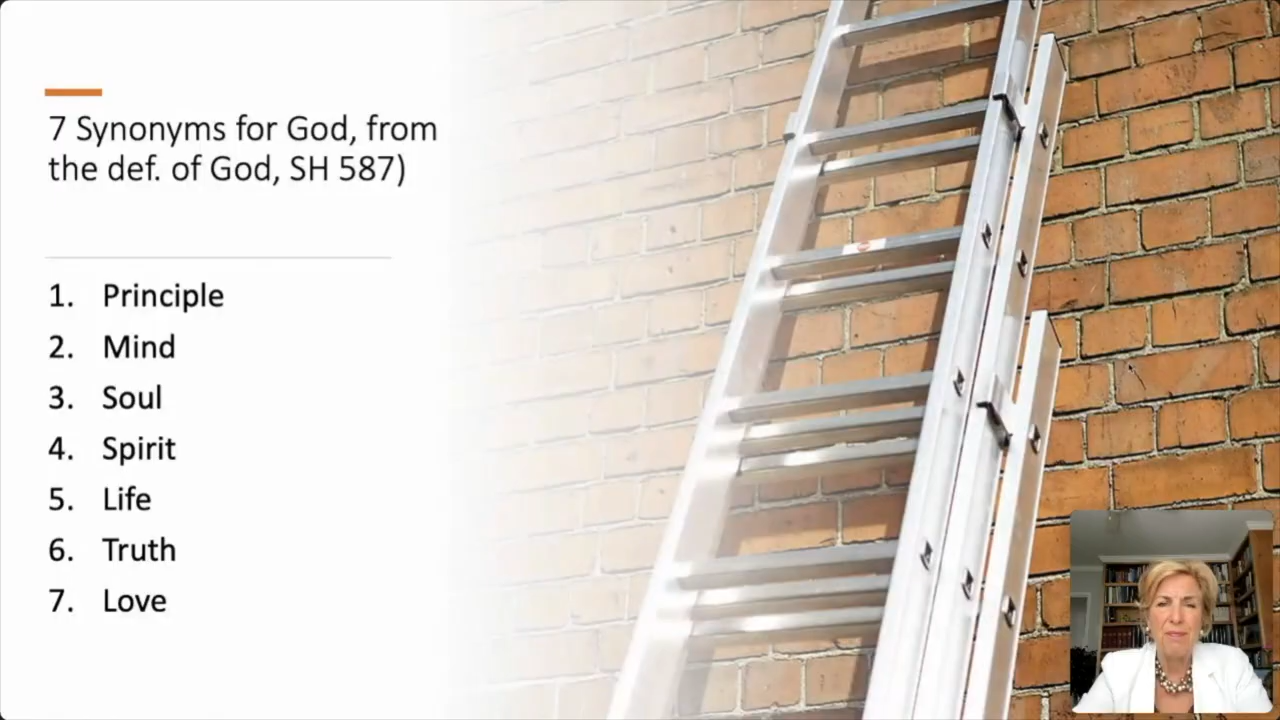 7 Synonyms for God, from
the def. of God, SH 587)
1. Principle
2. Mind
3. Soul
4. Spirit
5. Life
6. Truth
7. Love